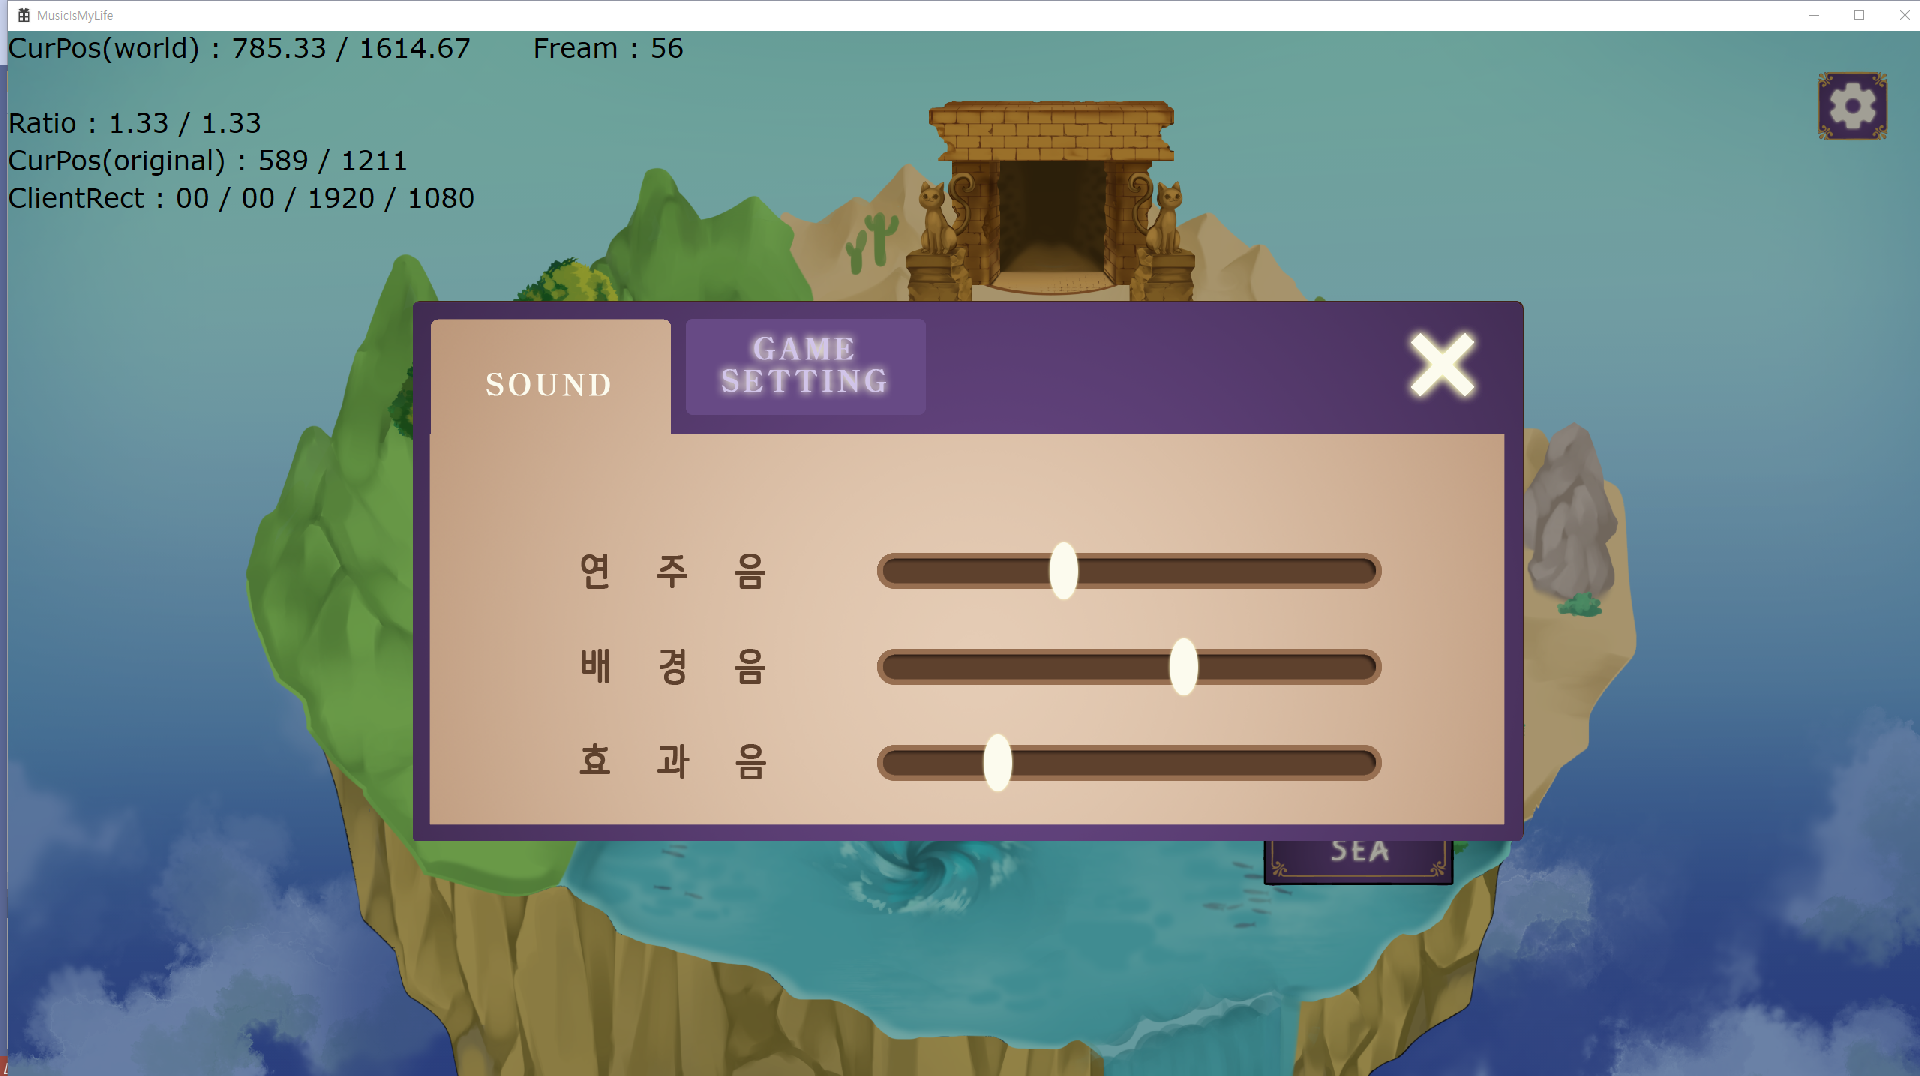 MusicIsMyLife
CurPos(world) : 785.33 / 1614.67 Fream : 56
Ratio : 1.33 / 1.33
CurPos(original) : 589 / 1211
ClientRect : 00 / 00 / 1920 / 1080
SOUND
GAME
SETTING
연 주 음
배 경 음
효 과 음
SEA